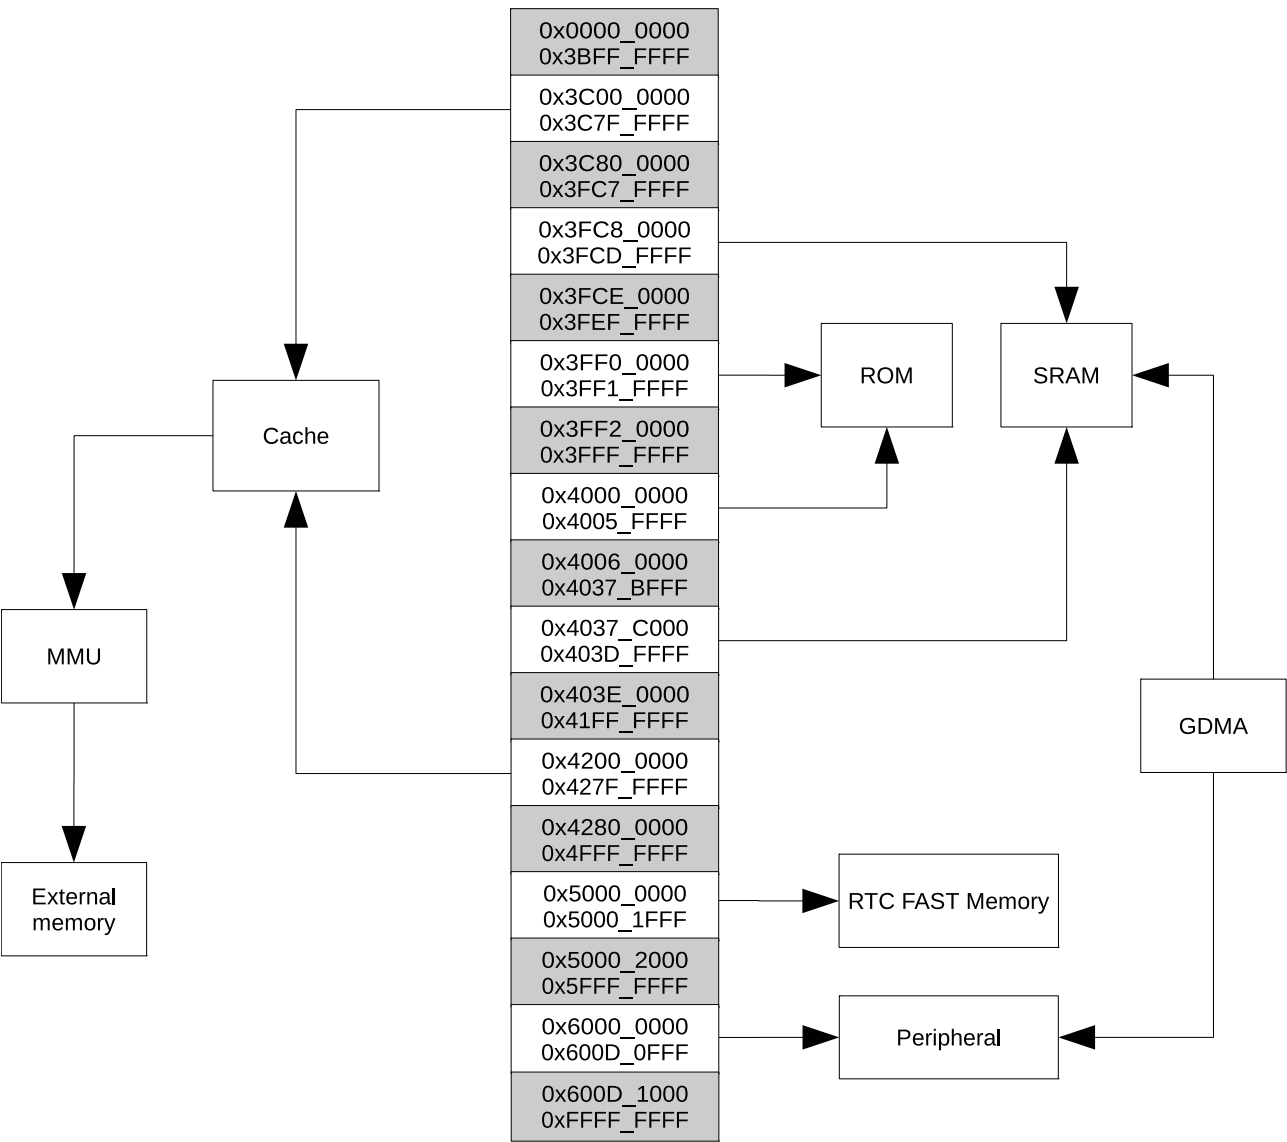 0x0000_0000
0x3BFF_FFFF
0x3C00_0000
0x3C7F_FFFF
0x3C80_0000
0x3FC7_FFFF
0x3FC8_0000
0x3FCD_FFFF
0x3FCE_0000
0x3FEF_FFFF
0x3FF0_0000
0x3FF1_FFFF
0x3FF2_0000
0x3FFF_FFFF
0x4000_0000
0x4005_FFFF
0x4006_0000
0x4037_BFFF
0x4037_C000
0x403D_FFFF
0x403E_0000
0x41FF_FFFF
0x4200_0000
0x427F_FFFF
0x4280_0000
0x4FFF_FFFF
0x5000_0000
0x5000_1FFF
0x5000_2000
0x5FFF_FFFF
0x6000_0000
0x600D_0FFF
0x600D_1000
0xFFFF_FFFF
Cache
MMU
External
memory
ROM
SRAM
GDMA
RTC FAST Memory
Peripheral